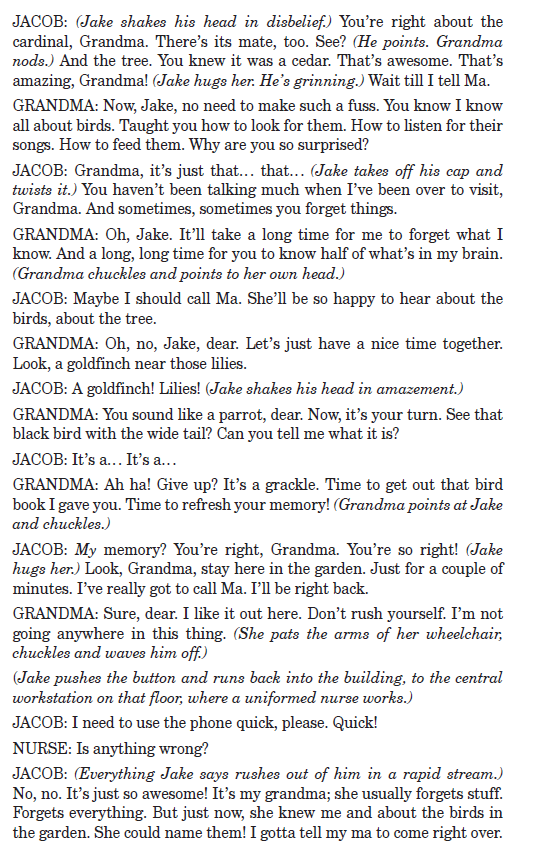 JACOB: (Jake shakes his head in disbelief.) You’re right about the
cardinal, Grandma. There’s its mate, too. See? (He points. Grandma
nods.) And the tree. You knew it was a cedar. That’s awesome. That’s
amazing, Grandma! (Jake hugs her. He’s grinning.) Wait till I tell Ma.
GRANDMA: Now, Jake, no need to make such a fuss. You know I know
all about birds. Taught you how to look for them. How to listen for their
songs. How to feed them. Why are you so surprised?
JACOB: Grandma, it’s just that… that… (Jake takes off his cap and
twists it.) You haven’t been talking much when I’ve been over to visit,
Grandma. And sometimes, sometimes you forget things.
GRANDMA: Oh, Jake. It’ll take a long time for me to forget what I
know. And a long, long time for you to know half of what’s in my brain.
(Grandma chuckles and points to her own head.)
JACOB: Maybe I should call Ma. She’ll be so happy to hear about the
birds, about the tree.
GRANDMA: Oh, no, Jake, dear. Let’s just have a nice time together.
Look, a goldfinch near those lilies.
JACOB: A goldfinch! Lilies! (Jake shakes his head in amazement.)
GRANDMA: You sound like a parrot, dear. Now, it’s your turn. See that
black bird with the wide tail? Can you tell me what it is?
JACOB: It’s a… It’s a…
GRANDMA: Ah ha! Give up? It’s a grackle. Time to get out that bird
book I gave you. Time to refresh your memory! (Grandma points at Jake
and chuckles.)
JACOB: My memory? You’re right, Grandma. You’re so right! (Jake
hugs her.) Look, Grandma, stay here in the garden. Just for a couple of
minutes. I’ve really got to call Ma. I’ll be right back.
GRANDMA: Sure, dear. I like it out here. Don’t rush yourself. I’m not
going anywhere in this thing. (She pats the arms of her wheelchair,
chuckles and waves him off.)
(Jake pushes the button and runs back into the building, to the central
workstation on that floor, where a uniformed nurse works.)
JACOB: I need to use the phone quick, please. Quick!
NURSE: Is anything wrong?
JACOB: (Everything Jake says rushes out of him in a rapid stream.)
No, no. It’s just so awesome! It’s my grandma; she usually forgets stuff.
Forgets everything. But just now, she knew me and about the birds in
the garden. She could name them! I gotta tell my ma to come right over.